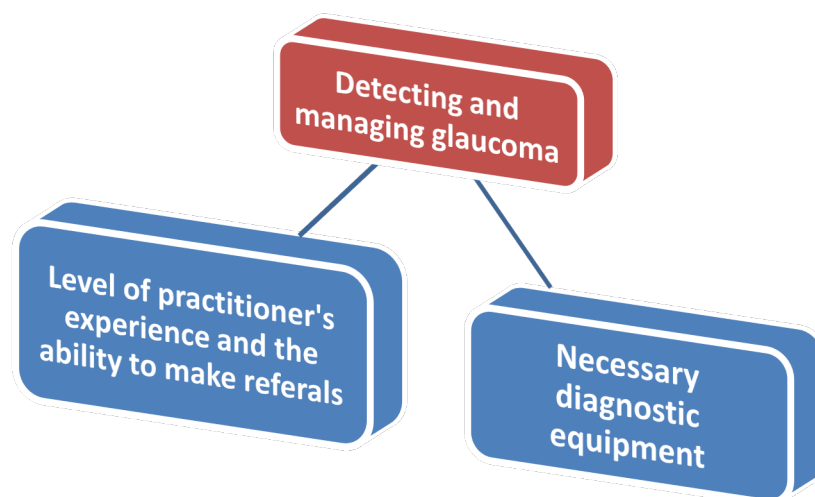 Detecting and
managing glaucoma
Level of practitioner's
experience and the
ability to make referals
Necessary
diagnostic
equipment